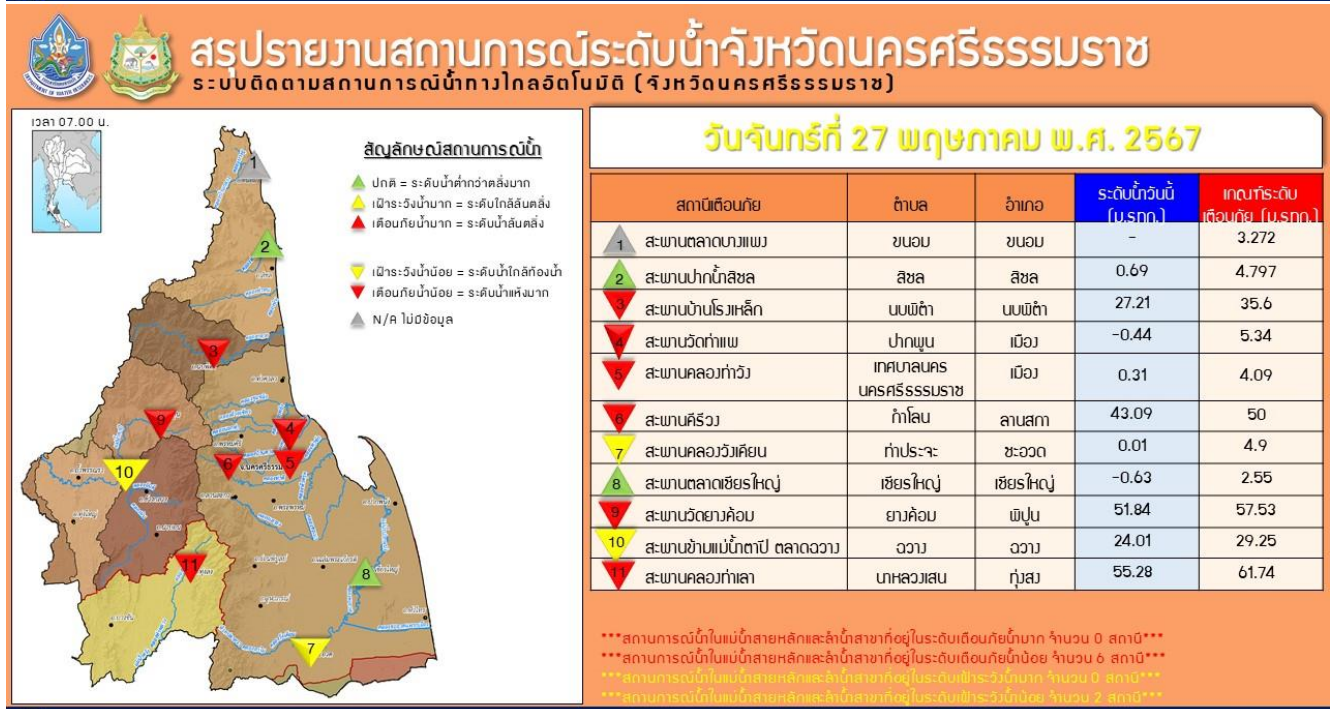 สรุปรายงานสถานการณ์ระดับน้ำจังหวัดนครศรีธรรมราช
ระบบติดตามสถานการณ์น้ำทางไกลอัตโนมัติ (จังหวัดนครศรีธรรมราช)
เวลา 07.00 น.
สัญลักษณ์สถานการณ์น้ำ
ปกติ = ระดับน้ำต่ำกว่าตลิ่งมาก
เฝ้าระวังน้ำมาก = ระดับใกล้ล้นตลิ่ง
เตือนภัยน้ำมาก = ระดับน้ำล้นตลิ่ง
เฝ้าระวังน้ำน้อย = ระดับน้ำใกล้ท้องน้ำ
เตือนภัยน้ำน้อย = ระดับน้ำแห้งมาก
N/A ไม่มีข้อมูล
1
2
3
4
9
6
5
10
11
8
7
วันจันทร์ที่ 27 พฤษภาคม พ.ศ. 2567
สถานีเตือนภัย ตำบล อำเภอ ระดับน้ำวันนี้ (ม.รทก.) เกณฑ์ระดับเตือนภัย (ม.รทก.)
1 สะพานตลาดบางแพง ขนอม ขนอม - 3.272
2 สะพานปากน้ำสิชล สิชล สิชล 0.69 4.797
3 สะพานบ้านโรงเหล็ก นบพิตำ นบพิตำ 27.21 35.6
4 สะพานวัดท่าแพ ปากพูน เมือง -0.44 5.34
5 สะพานคลองท่าวัง เทศบาลนครนครศรีธรรมราช เมือง 0.31 4.09
6 สะพานคีรีวง กำโลน ลานสกา 43.09 50
7 สะพานคลองวังเคียน ท่าประจะ ชะอวด 0.01 4.9
8 สะพานตลาดเชียรใหญ่ เชียรใหญ่ เชียรใหญ่ -0.63 2.55
9 สะพานวัดยางค้อม ยางค้อม พิปูน 51.84 57.53
10 สะพานข้ามแม่น้ำตาปี ตลาดฉวาง ฉวาง ฉวาง 24.01 29.25
11 สะพานคลองท่าเลา นาหลวงเสน ทุ่งสง 55.28 61.74
***สถานการณ์น้ำในแม่น้ำสายหลักและลำน้ำสาขาที่อยู่ในระดับเตือนภัยน้ำมาก จำนวน 0 สถานี***
***สถานการณ์น้ำในแม่น้ำสายหลักและลำน้ำสาขาที่อยู่ในระดับเตือนภัยน้ำน้อย จำนวน 6 สถานี***
***สถานการณ์น้ำในแม่น้ำสายหลักและลำน้ำสาขาที่อยู่ในระดับเฝ้าระวังน้ำมาก จำนวน 0 สถานี***
***สถานการณ์น้ำในแม่น้ำสายหลักและลำน้ำสาขาที่อยู่ในระดับเฝ้าระวังน้ำน้อย จำนวน 2 สถานี***